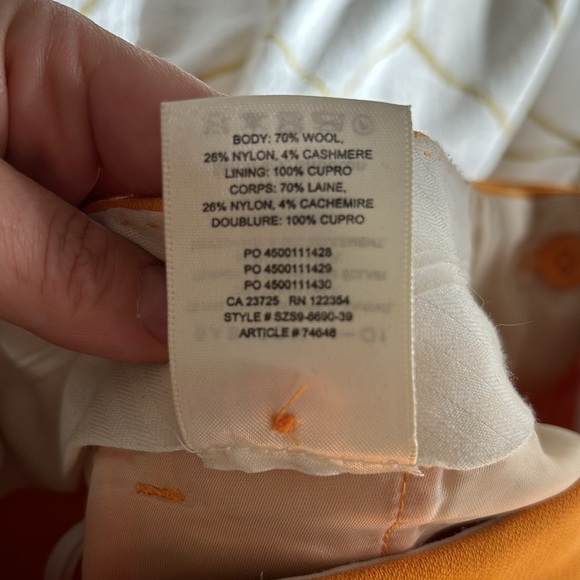 BODY: 70% WOOL,
26% NYLON, 4% CASHMERE
LINING: 100% CUPRO
CORPS: 70% LAINE,
26% NYLON, 4% CACHEMIRE
DOUBLURE: 100% CUPRO
PO 4500111428
PO 4500111429
PO 4500111430
CA 23725 RN 122354
STYLE # SZS9-8690-39
ARTICLE # 74648